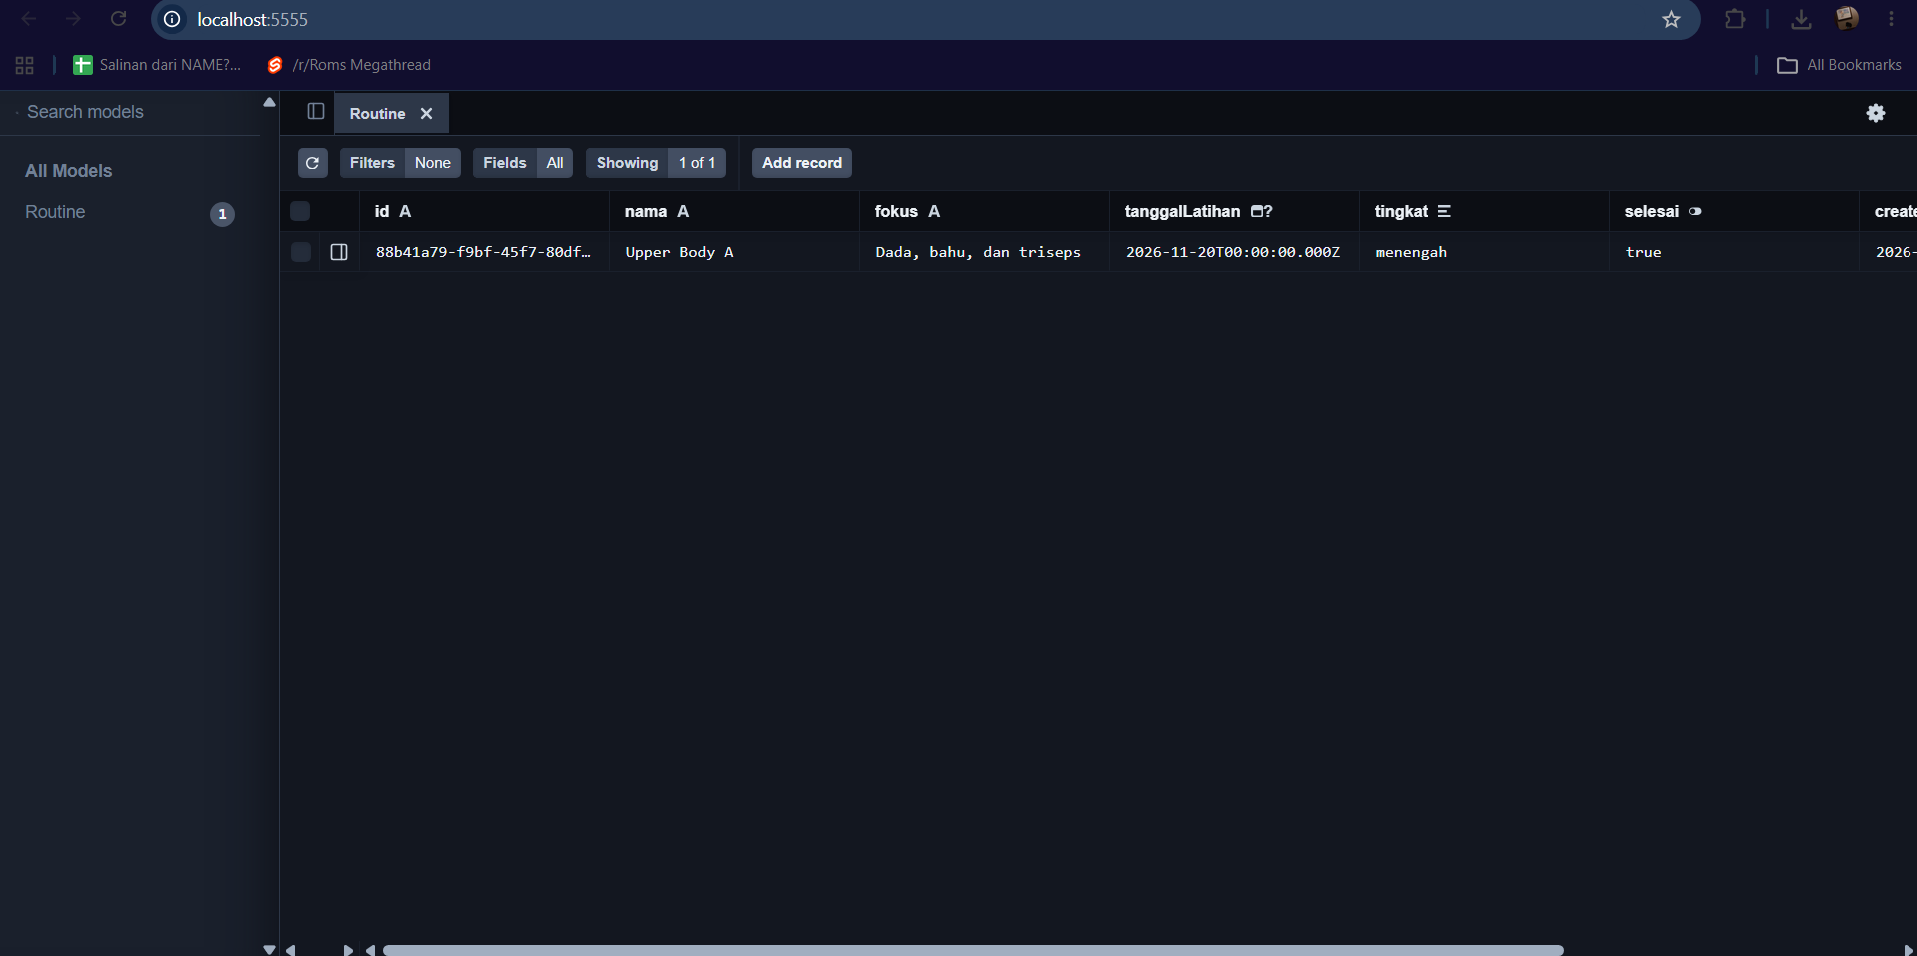 localhost:5555
Salinan dari NAME?...
/r/Roms Megathread
All Bookmarks
Search models
All Models
Routine 1
Routine
Filters None Fields All Showing 1 of 1 Add record
id A nama A fokus A tanggalLatihan ? tingkat selesai create
88b41a79-f9bf-45f7-80df… Upper Body A Dada, bahu, dan triseps 2026-11-20T00:00:00.000Z menengah true 2026-